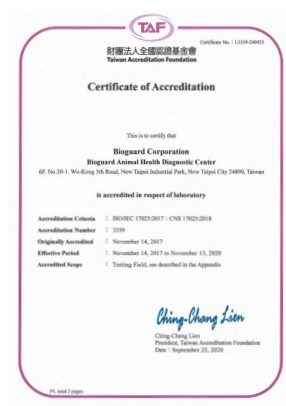 TAF
Certificate No. : L3359-200925
財團法人全國認證基金會
Taiwan Accreditation Foundation
Certificate of Accreditation
This is to certify that
Bioguard Corporation
Bioguard Animal Health Diagnostic Center
6F. No.20-1. Wu-Kong 5th Road, New Taipei Industrial Park, New Taipei City 24890, Taiwan
is accredited in respect of laboratory
Accreditation Criteria : ISO/IEC 17025:2017 ; CNS 17025:2018
Accreditation Number : 3359
Originally Accredited : November 14, 2017
Effective Period : November 14, 2017 to November 13, 2020
Accredited Scope : Testing Field, see described in the Appendix
Ching-Chang Lien
Ching-Chang Lien
President, Taiwan Accreditation Foundation
Date : September 25, 2020
P1, total 2 pages